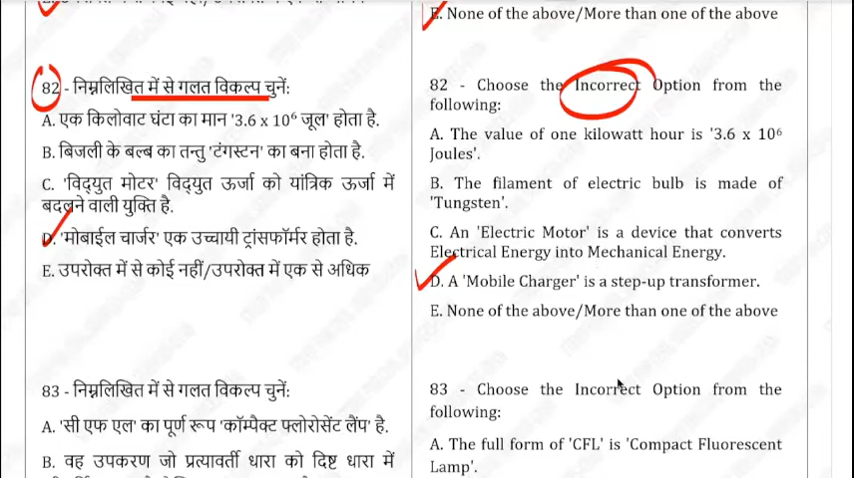 82 - निम्नलिखित में से गलत विकल्प चुनें:
A. एक किलोवाट घंटा का मान '3.6 x 10⁶ जूल' होता है.
B. बिजली के बल्ब का तन्तु 'टंगस्टन' का बना होता है.
C. 'विद्युत मोटर' विद्युत ऊर्जा को यांत्रिक ऊर्जा में
बदलने वाली युक्ति है.
D. 'मोबाईल चार्जर' एक उच्चायी ट्रांसफॉर्मर होता है.
E. उपरोक्त में से कोई नहीं/उपरोक्त में एक से अधिक
83 - निम्नलिखित में से गलत विकल्प चुनें:
A. 'सी एफ एल' का पूर्ण रूप 'कॉम्पैक्ट फ्लोरोसेंट लैंप' है.
B. वह उपकरण जो प्रत्यावर्ती धारा को दिष्ट धारा में
E. None of the above/More than one of the above
82 - Choose the Incorrect Option from the
following:
A. The value of one kilowatt hour is '3.6 x 10⁶
Joules'.
B. The filament of electric bulb is made of
'Tungsten'.
C. An 'Electric Motor' is a device that converts
Electrical Energy into Mechanical Energy.
D. A 'Mobile Charger' is a step-up transformer.
E. None of the above/More than one of the above
83 - Choose the Incorrect Option from the
following:
A. The full form of 'CFL' is 'Compact Fluorescent
Lamp'.